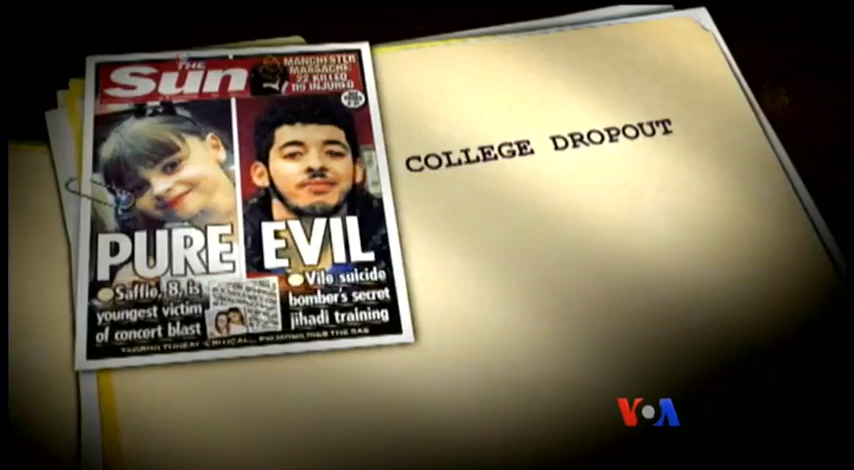 THE
Sun
MANCHESTER
MASSACRE
22 KILLED
119 INJURED
COLLEGE DROPOUT
PURE EVIL
Saffie, 8, is
youngest victim
of concert blast
Vile suicide
bomber's secret
jihadi training
VOA